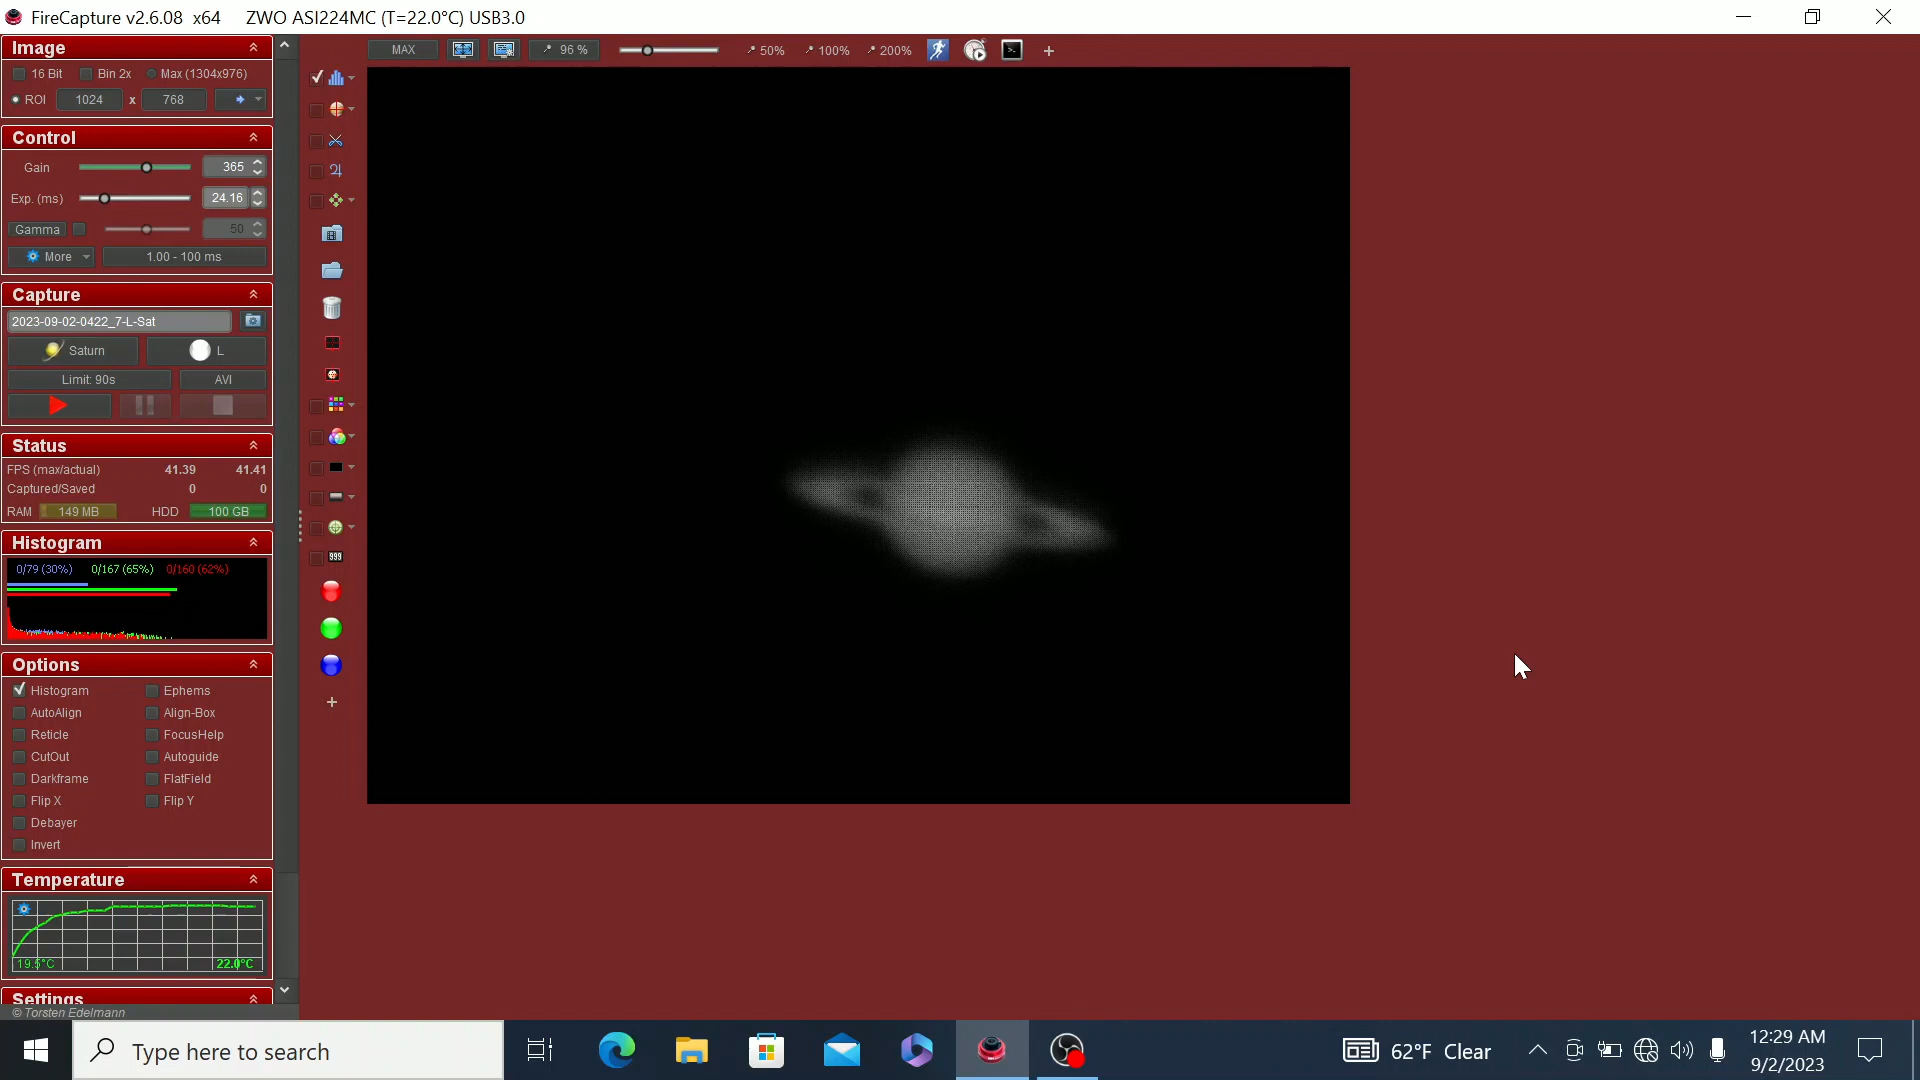 FireCapture v2.6.08 x64 ZWO ASI224MC (T=22.0°C) USB3.0
Image
16 Bit Bin 2x Max (1304x976)
ROI 1024 x 768
Control
Gain 365
Exp. (ms) 24.16
Gamma 50
More 1.00 - 100 ms
Capture
2023-09-02-0422_7-L-Sat
Saturn L
Limit: 90s AVI
Status
FPS (max/actual) 41.39 41.41
Captured/Saved 0 0
RAM 149 MB HDD 100 GB
Histogram
0/79 (30%) 0/167 (65%) 0/160 (62%)
Options
Histogram Ephems
AutoAlign Align-Box
Reticle FocusHelp
CutOut Autoguide
Darkframe FlatField
Flip X Flip Y
Debayer
Invert
Temperature
19.5°C 22.0°C
Settings
© Torsten Edelmann
MAX 96 % 50% 100% 200%
999
Type here to search
62°F Clear
12:29 AM
9/2/2023